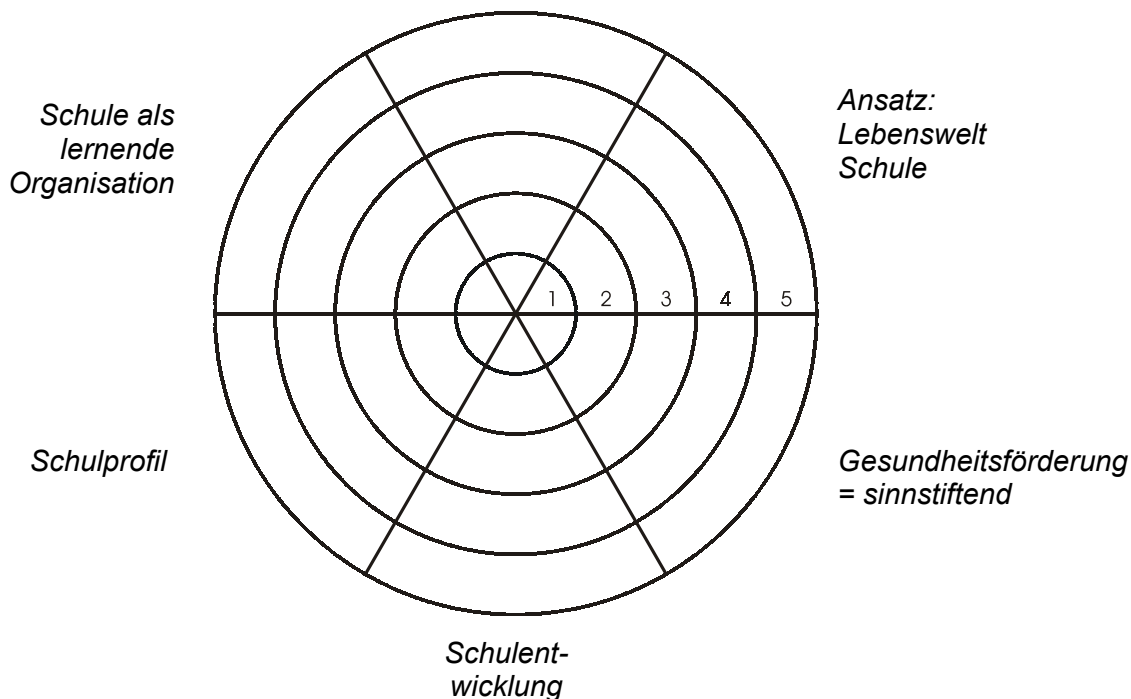 Schule als
lernende
Organisation
Ansatz:
Lebenswelt
Schule
1 2 3 4 5
Schulprofil
Gesundheitsförderung
= sinnstiftend
Schulent-
wicklung